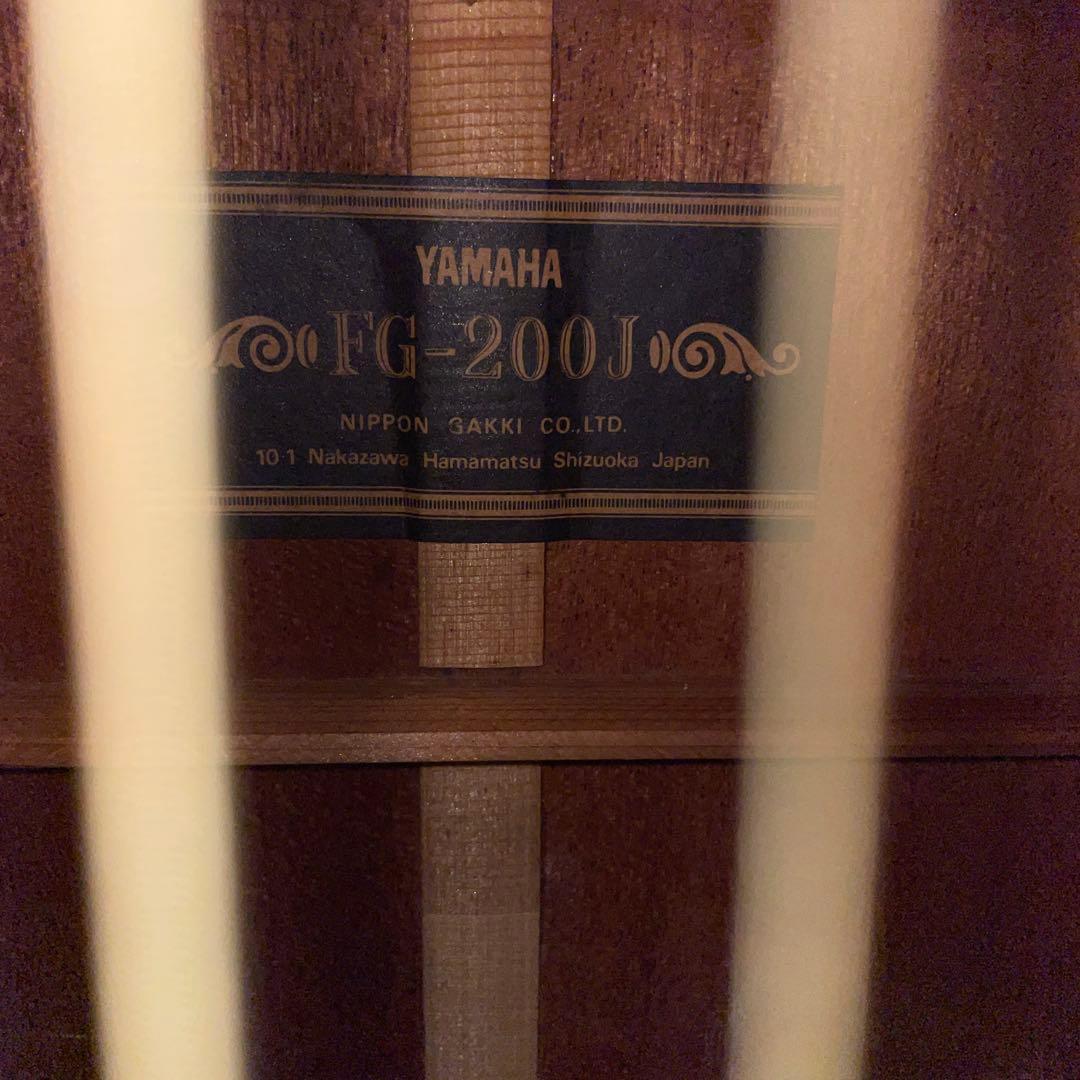 YAMAHA
FG-200J
NIPPON GAKKI CO.,LTD.
10-1 Nakazawa Hamamatsu Shizuoka Japan